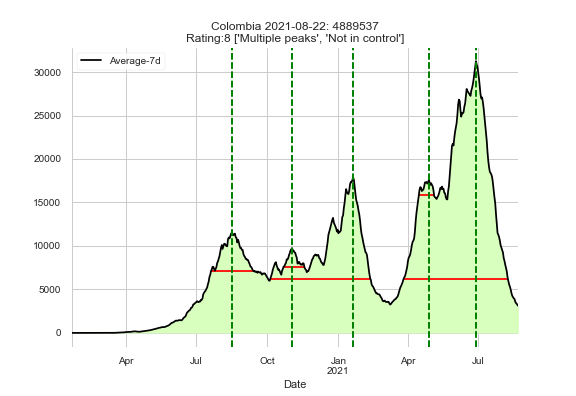 Colombia 2021-08-22: 4889537
Rating:8 ['Multiple peaks', 'Not in control']
Average-7d
30000
25000
20000
15000
10000
5000
0
Apr Jul Oct Jan Apr Jul
2021
Date